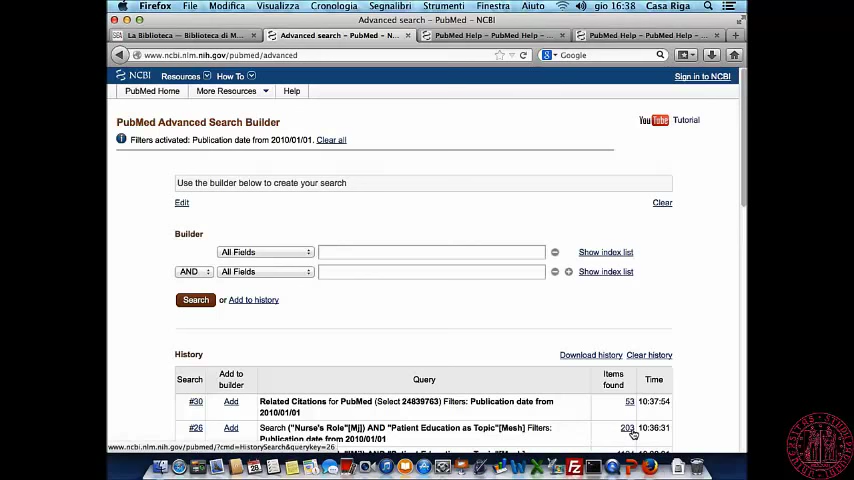 Firefox File Modifica Visualizza Cronologia Segnalibri Strumenti Finestra Aiuto gio 16:38 Casa Riga
Advanced search – PubMed – NCBI
La Biblioteca — Biblioteca di M... Advanced search – PubMed – N... PubMed Help – PubMed Help – ... PubMed Help – PubMed Help – ...
www.ncbi.nlm.nih.gov/pubmed/advanced Google
NCBI Resources How To Sign in to NCBI
PubMed Home More Resources Help
PubMed Advanced Search Builder
YouTube Tutorial
Filters activated: Publication date from 2010/01/01. Clear all
Use the builder below to create your search
Edit Clear
Builder
All Fields Show index list
AND All Fields Show index list
Search or Add to history
History Download history Clear history
Search Add to builder Query Items found Time
#30 Add Related Citations for PubMed (Select 24839763) Filters: Publication date from 53 10:37:54
2010/01/01
#26 Add Search ("Nurse's Role"[Mj]) AND "Patient Education as Topic"[Mesh] Filters: 203 10:36:31
Publication date from 2010/01/01
www.ncbi.nlm.nih.gov/pubmed/?cmd=HistorySearch&querykey=26